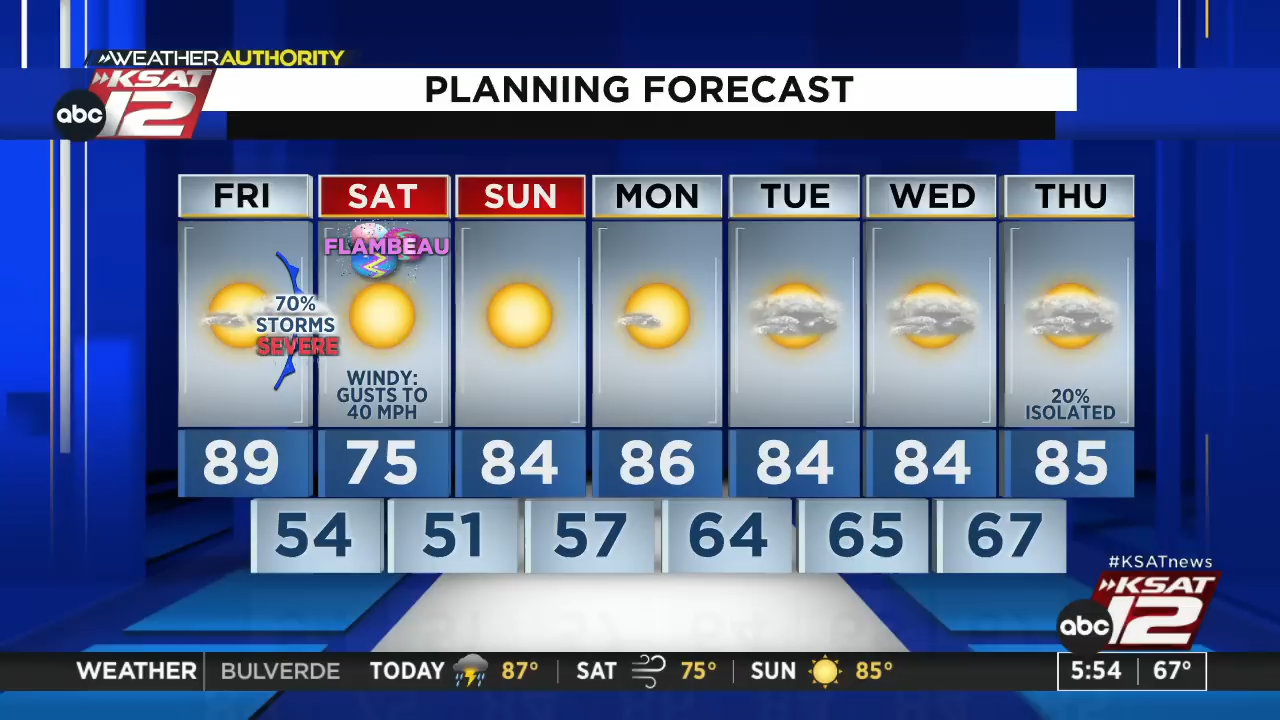 WEATHERAUTHORITY
KSAT
abc 12
PLANNING FORECAST
FRI SAT SUN MON TUE WED THU
FLAMBEAU
70%
STORMS
SEVERE
WINDY:
GUSTS TO
40 MPH
20%
ISOLATED
89 75 84 86 84 84 85
54 51 57 64 65 67
#KSATnews
KSAT
abc 12
WEATHER BULVERDE TODAY 87° SAT 75° SUN 85° 5:54 67°